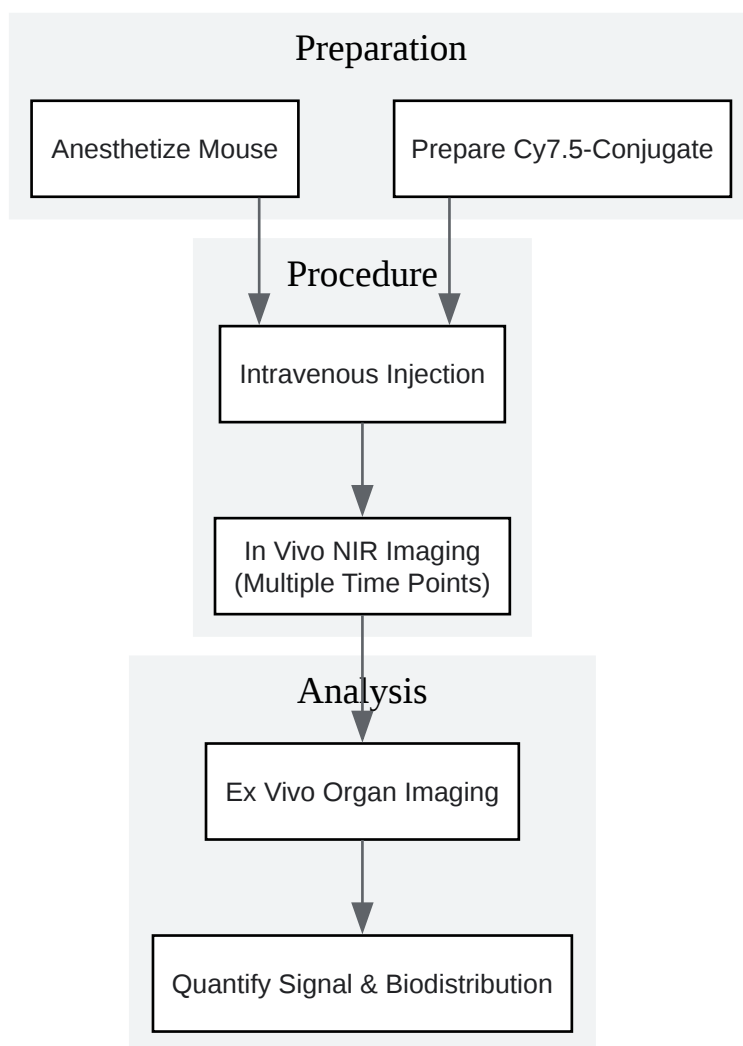 Preparation
Anesthetize Mouse
Prepare Cy7.5-Conjugate
Procedure
Intravenous Injection
In Vivo NIR Imaging
(Multiple Time Points)
Analysis
Ex Vivo Organ Imaging
Quantify Signal & Biodistribution